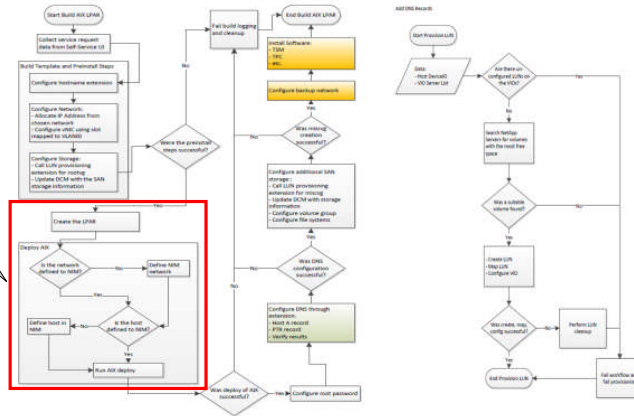 Start Build AIX LPAR
Collect service request
data from Self-Service UI
Build Template and Preinstall Steps
Configure hostname extension
Configure Network:
- Allocate IP Address from
chosen network
- Configure vNIC using slot
mapped to VLANID
Configure Storage:
- Call LUN provisioning
extension for rootvg
- Update DCM with the SAN
storage information
Were the preinstall
steps successful?
No
Yes
Create the LPAR
Deploy AIX
Is the network
defined to NIM?
No
Define NIM
network
Yes
Is the host
defined to NIM?
No
Define host in
NIM
Yes
Run AIX deploy
Fail build logging
and cleanup
End Build AIX LPAR
Install Software:
- TSM
- TPC
- etc.
Configure backup network
Yes
Was miscvg
creation
successful?
No
Configure additional SAN
storage:
- Call LUN provisioning
extension for miscvg
- Update DCM with storage
information
- Configure volume group
- Configure file systems
Yes
Was DNS
configuration
successful?
No
Configure DNS through
extension:
- Host A record
- PTR record
- Verify results
Was deploy of AIX
successful?
No
Yes
Configure root password
Add DNS Records
Start Provision LUN
Data:
- Host DeviceID
- VIO Server List
Are there un-
configured LUNs on
the VIOs?
Yes
No
Search NetApp
Servers for volumes
with the most free
space
Was a suitable
volume found?
No
Yes
- Create LUN
- Map LUN
- Configure VIO
Was create, map,
config successful?
No
Perform LUN
cleanup
Yes
End Provision LUN
Fail workflow